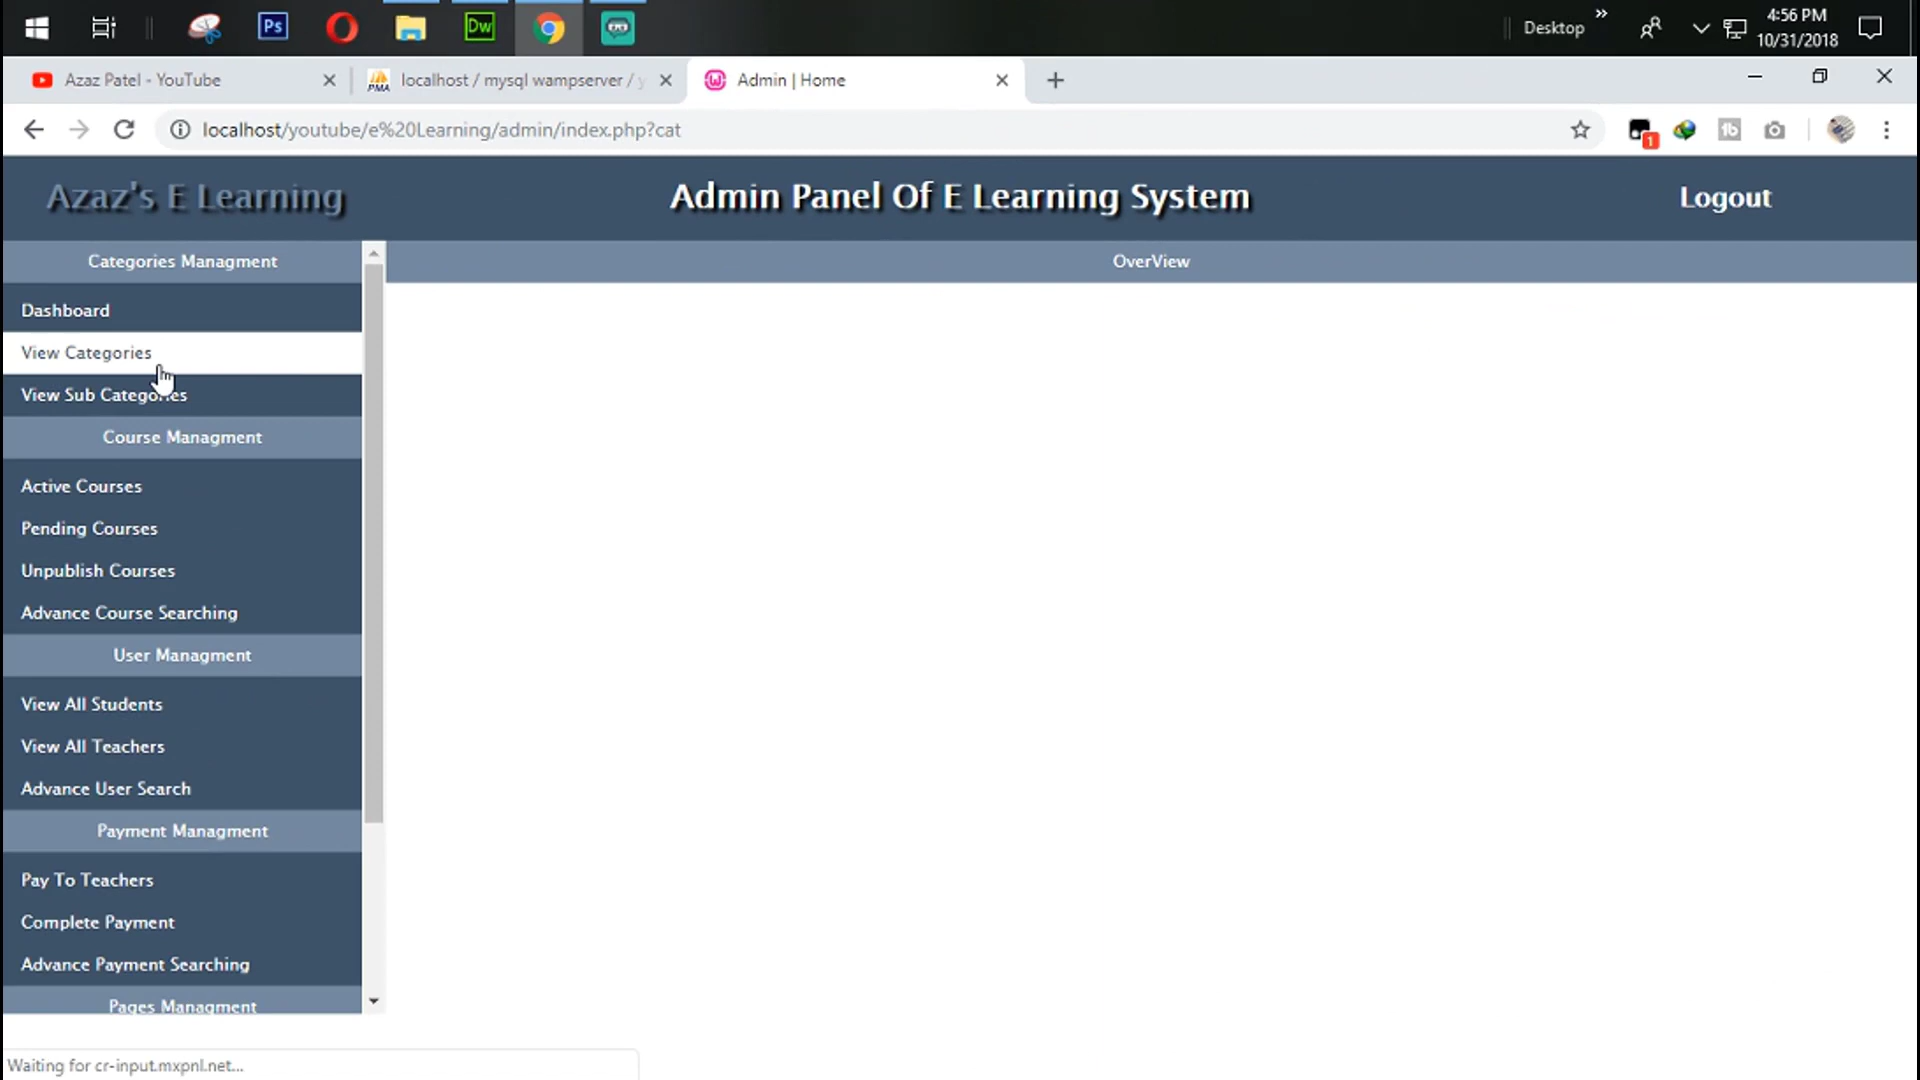 Ps
Dw
Desktop
»
4:56 PM
10/31/2018
Azaz Patel - YouTube
PMA
localhost / mysql wampserver / y
Admin | Home
localhost/youtube/e%20Learning/admin/index.php?cat
1
Azaz's E Learning
Admin Panel Of E Learning System
Logout
Categories Managment
OverView
Dashboard
View Categories
View Sub Categories
Course Managment
Active Courses
Pending Courses
Unpublish Courses
Advance Course Searching
User Managment
View All Students
View All Teachers
Advance User Search
Payment Managment
Pay To Teachers
Complete Payment
Advance Payment Searching
Pages Managment
Waiting for cr-input.mxpnl.net...